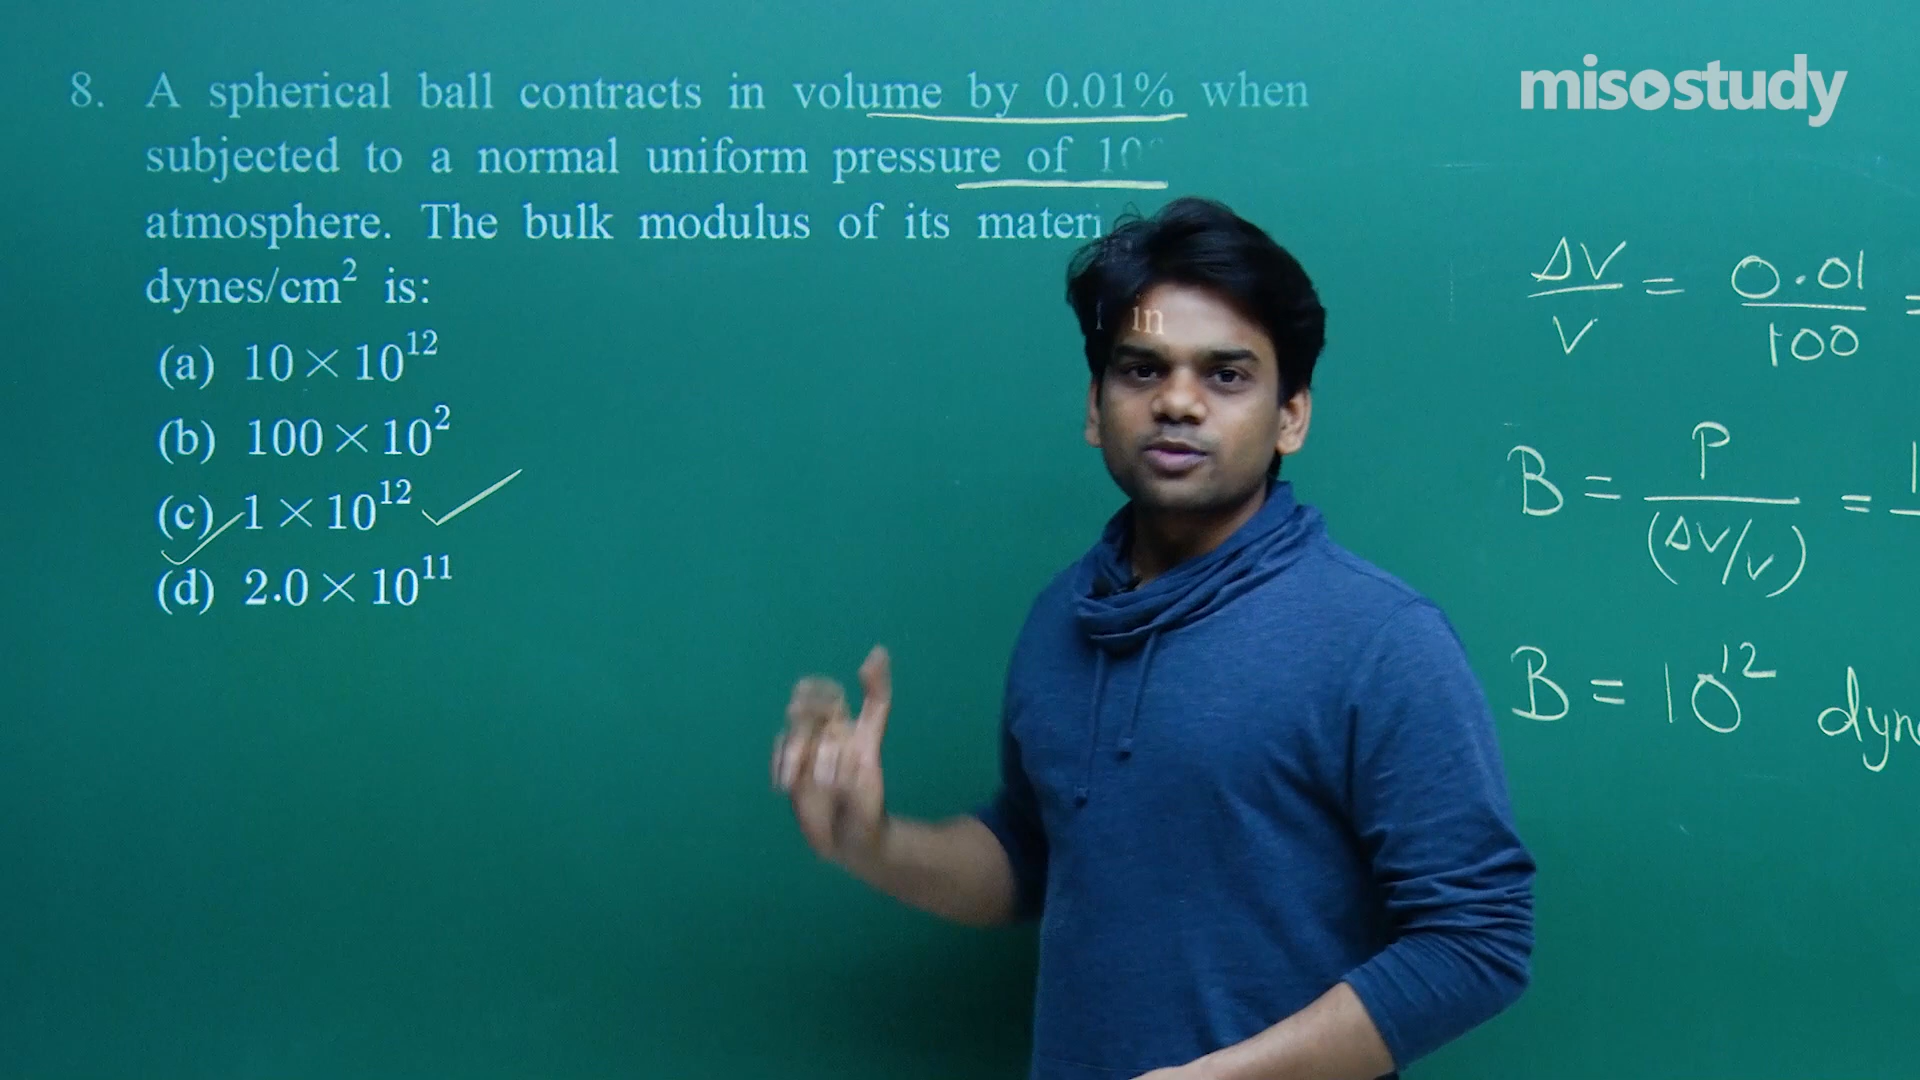 misostudy
8. A spherical ball contracts in volume by 0.01% when
subjected to a normal uniform pressure of
atmosphere. The bulk modulus of its
in
dynes/cm² is:
(a) 10 × 10¹²
(b) 100 × 10²
(c) 1 × 10¹²
(d) 2.0 × 10¹¹
ΔV/V = 0.01/100 =
B = P/(ΔV/V) =
B = 10¹²